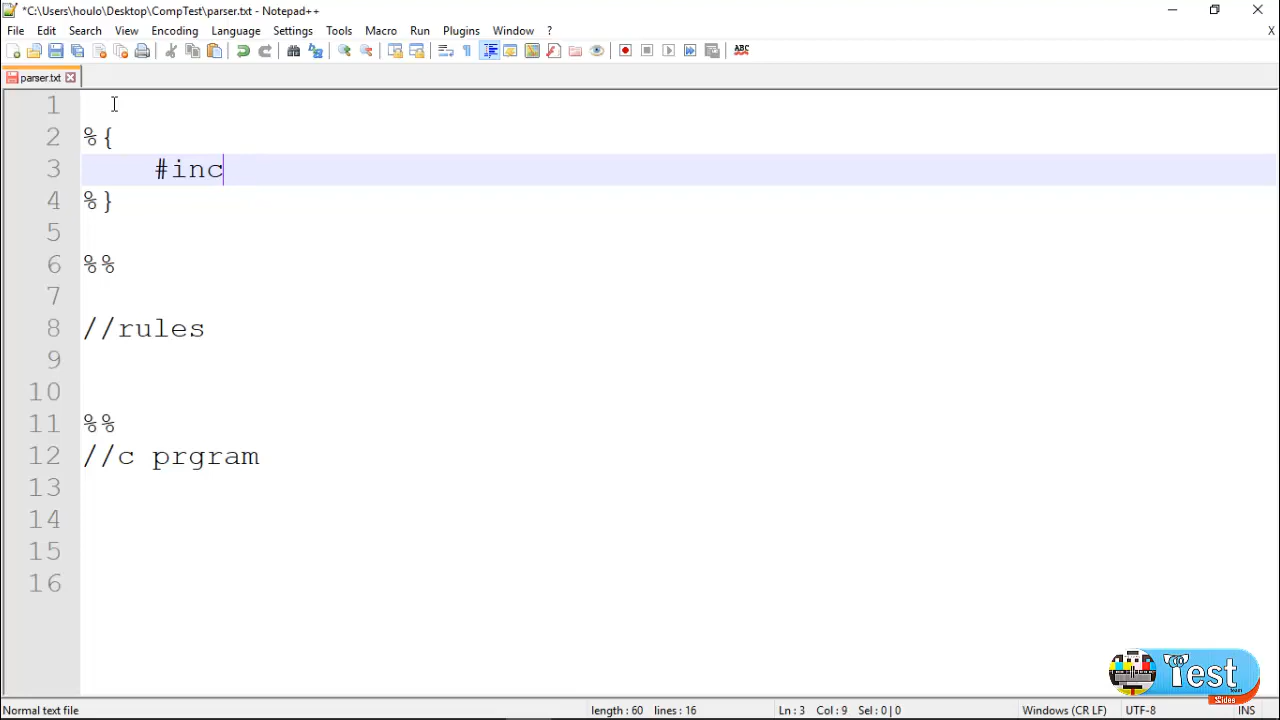 *C:\Users\houlo\Desktop\CompTest\parser.txt - Notepad++
File Edit Search View Encoding Language Settings Tools Macro Run Plugins Window ? X
ABC
parser.txt
1
2 %{
3 #inc
4 %}
5
6 %%
7
8 //rules
9
10
11 %%
12 //c prgram
13
14
15
16
Test
team
Slides
Normal text file length : 60 lines : 16 Ln : 3 Col : 9 Sel : 0 | 0 Windows (CR LF) UTF-8 INS